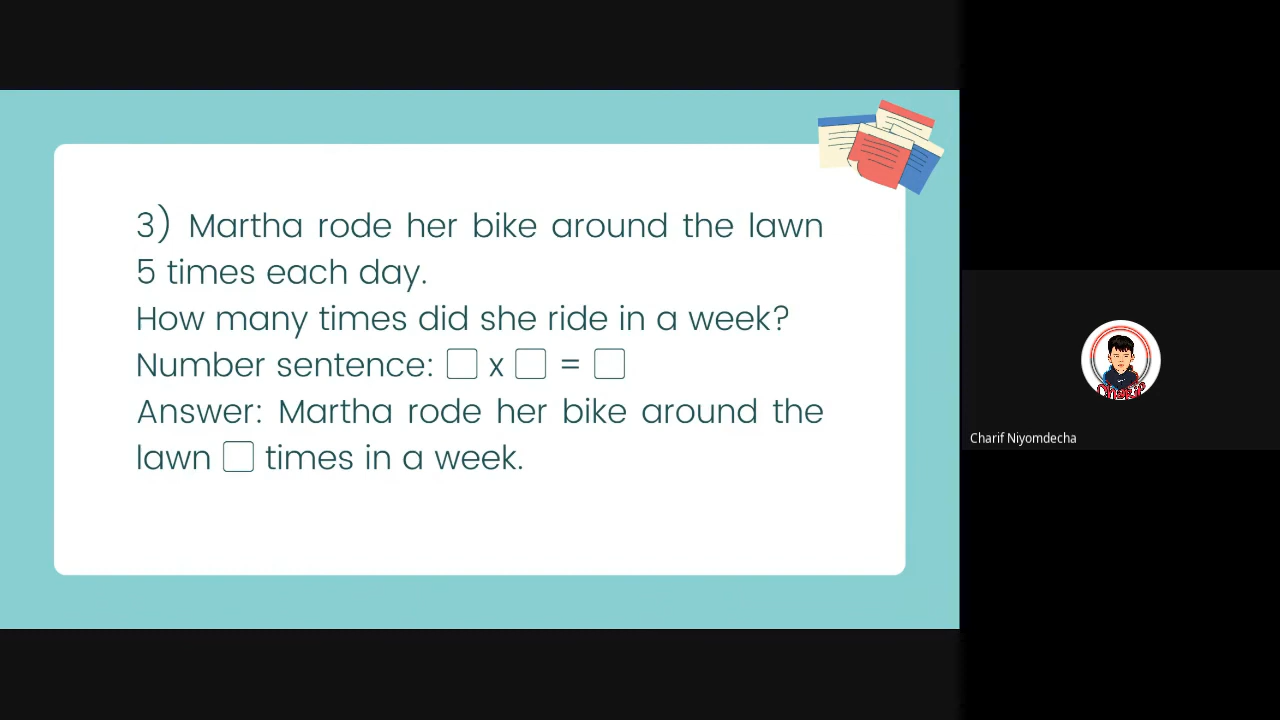 3) Martha rode her bike around the lawn
5 times each day.
How many times did she ride in a week?
Number sentence: □ x □ = □
Answer: Martha rode her bike around the
lawn □ times in a week.
Charif
Charif Niyomdecha